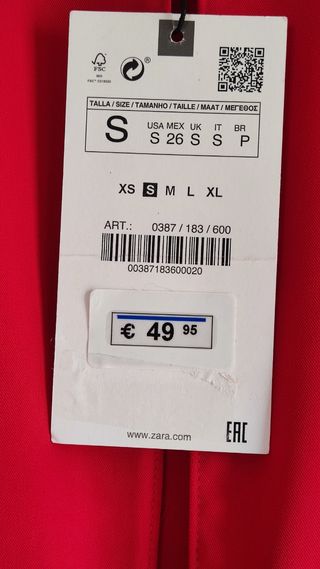 FSC
MIX
TALLA / SIZE / TAMANHO / TAILLE / MAAT / ΜΕΓΕΘΟΣ
S
USA MEX UK IT BR
S 26 S S P
XS S M L XL
ART.: 0387 / 183 / 600
00387183600020
€ 49 95
www.zara.com
EAC